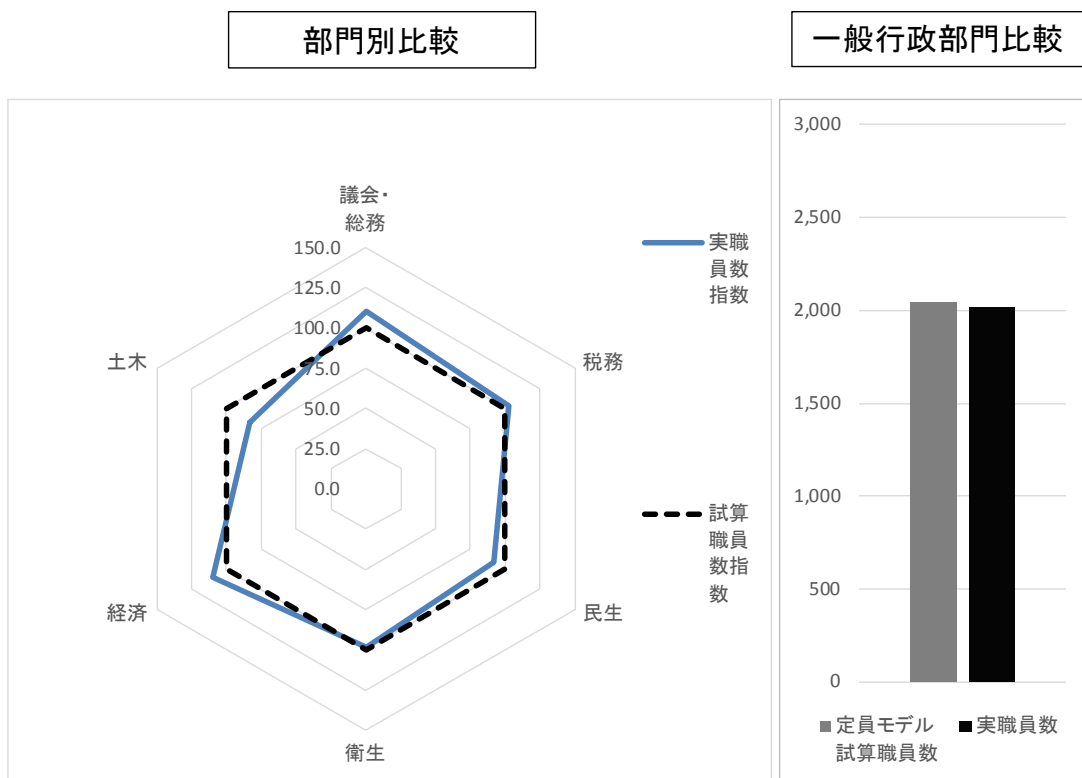 部門別比較
一般行政部門比較
議会・
総務
150.0
125.0
100.0
75.0
50.0
25.0
0.0
税務
民生
衛生
経済
土木
実職
員数
指数
試算
職員
数指
数
3,000
2,500
2,000
1,500
1,000
500
0
定員モデル
試算職員数
実職員数